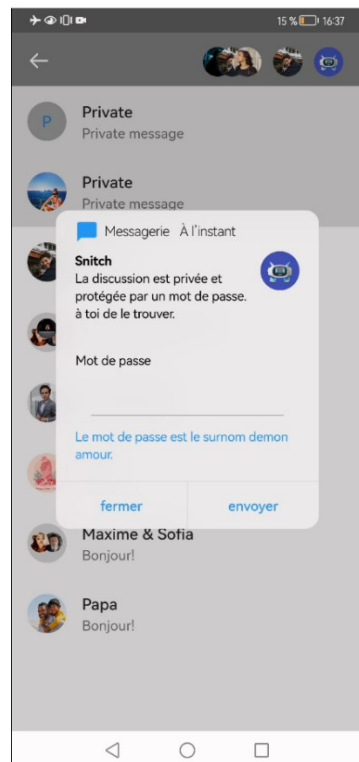 15 % 16:37
P
Private
Private message
Private
Private message
Messagerie À l'instant
Snitch
La discussion est privée et
protégée par un mot de passe.
à toi de le trouver.
Mot de passe
Le mot de passe est le surnom demon
amour.
fermer envoyer
Maxime & Sofia
Bonjour!
Papa
Bonjour!